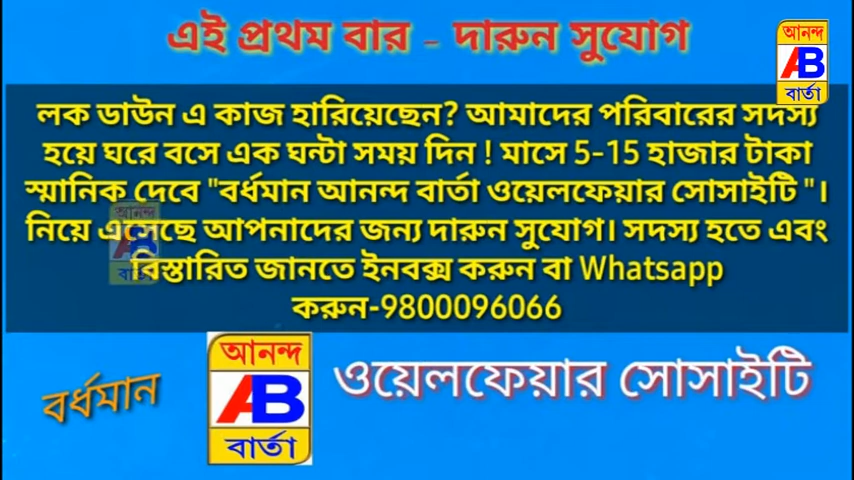 এই প্রথম বার - দারুন সুযোগ
আনন্দ
AB
বার্তা
লক ডাউন এ কাজ হারিয়েছেন? আমাদের পরিবারের সদস্য
হয়ে ঘরে বসে এক ঘন্টা সময় দিন ! মাসে 5-15 হাজার টাকা
স্মানিক দেবে "বর্ধমান আনন্দ বার্তা ওয়েলফেয়ার সোসাইটি "।
নিয়ে এসেছে আপনাদের জন্য দারুন সুযোগ। সদস্য হতে এবং
বিস্তারিত জানতে ইনবক্স করুন বা Whatsapp
করুন-9800096066
আনন্দ
AB
বার্তা
বর্ধমান
আনন্দ
AB
বার্তা
ওয়েলফেয়ার সোসাইটি